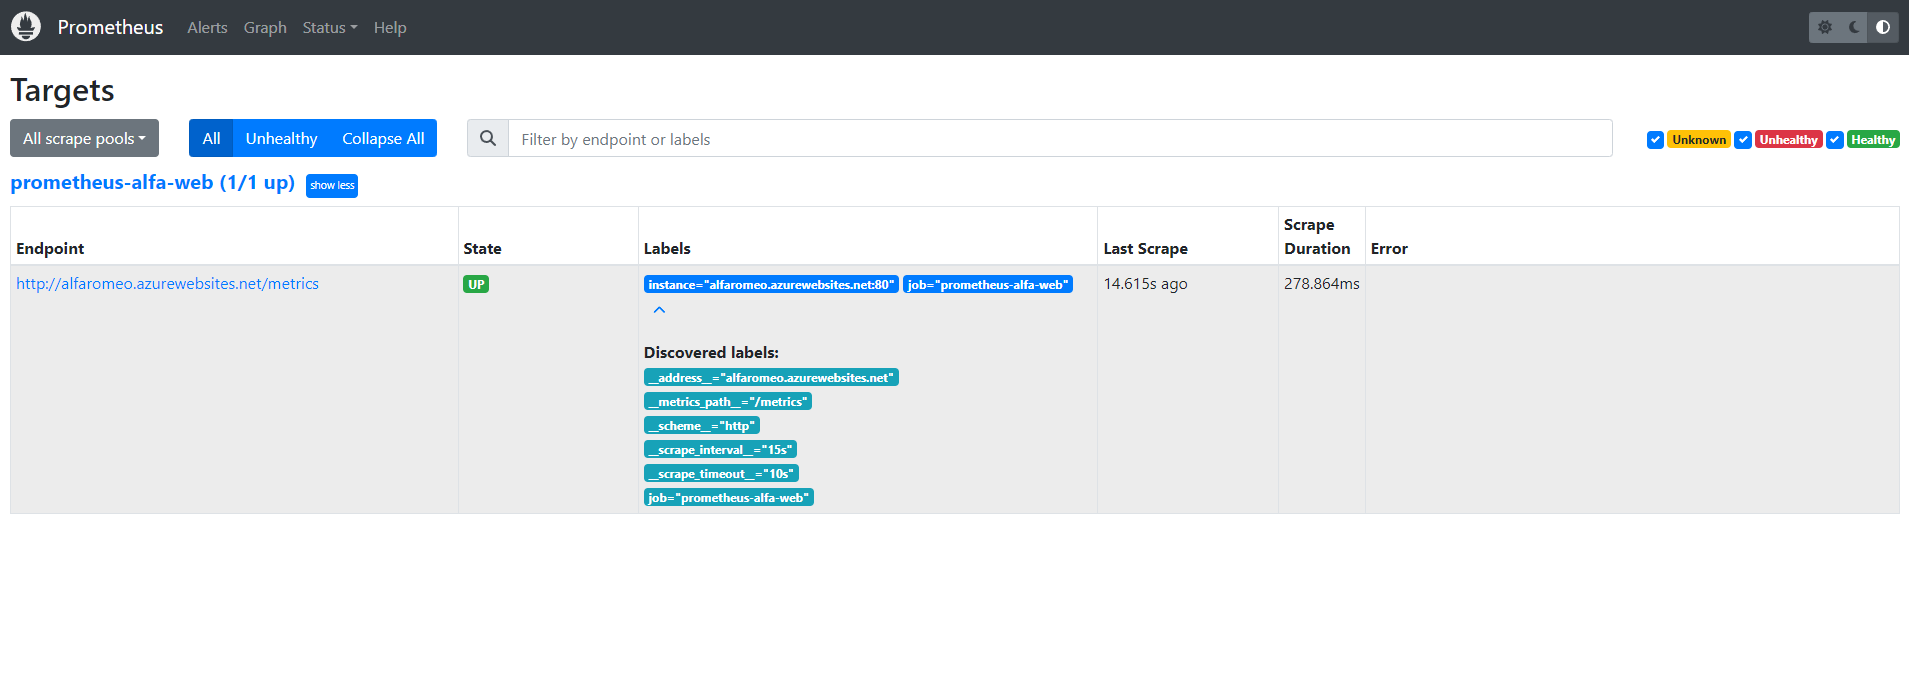 Prometheus Alerts Graph Status Help
Targets
All scrape pools All Unhealthy Collapse All Filter by endpoint or labels Unknown Unhealthy Healthy
prometheus-alfa-web (1/1 up) show less
Endpoint State Labels Last Scrape Scrape Duration Error
http://alfaromeo.azurewebsites.net/metrics UP instance="alfaromeo.azurewebsites.net:80" job="prometheus-alfa-web" 14.615s ago 278.864ms
Discovered labels:
__address__="alfaromeo.azurewebsites.net"
__metrics_path__="/metrics"
__scheme__="http"
__scrape_interval__="15s"
__scrape_timeout__="10s"
job="prometheus-alfa-web"